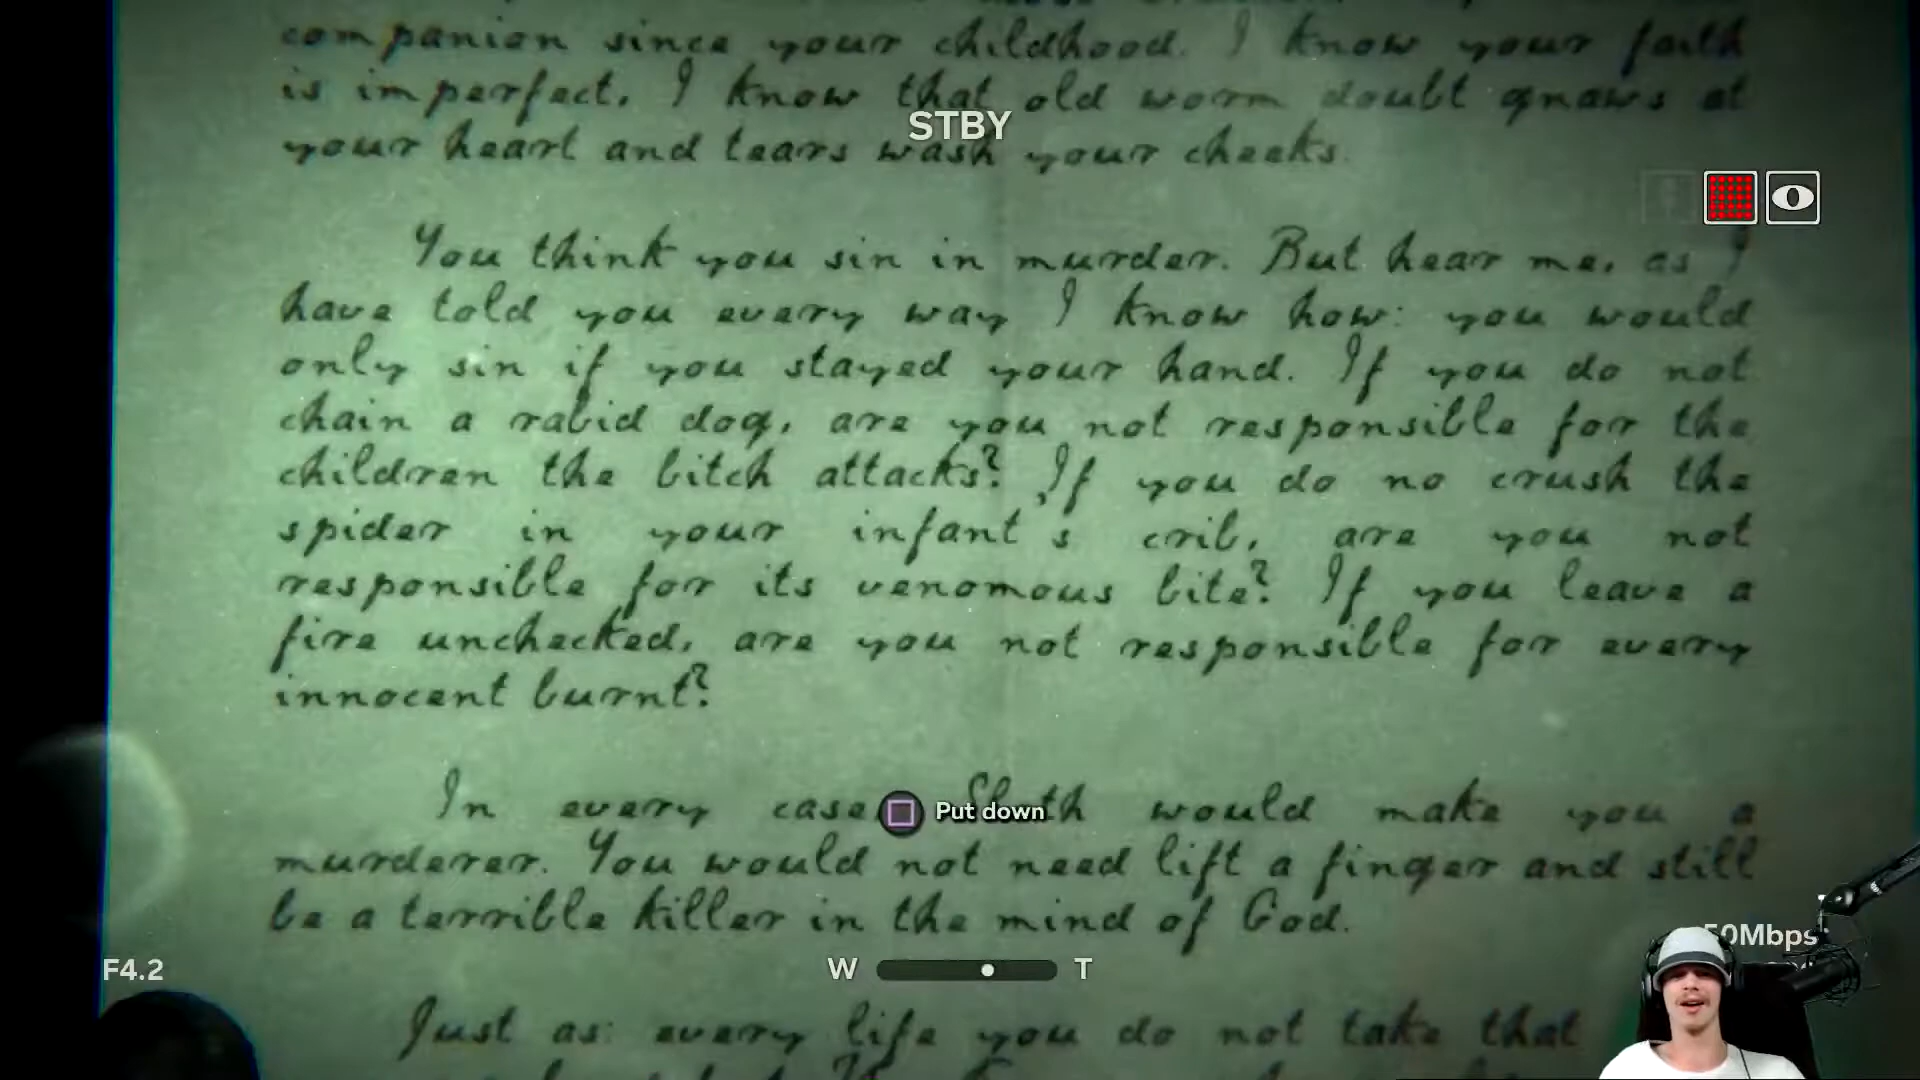 companion since your childhood. I know your faith
is imperfect. I know that old worm doubt gnaws at
STBY
your heart and tears wash your cheeks.
You think you sin in murder. But hear me, as I
have told you every way I know how: you would
only sin if you stayed your hand. If you do not
chain a rabid dog, are you not responsible for the
children the bitch attacks? If you do no crush the
spider in your infant's crib, are you not
responsible for its venomous bite? If you leave a
fire unchecked, are you not responsible for every
innocent burnt?
In every case Sloth would make you a
Put down
murderer. You would not need lift a finger and still
be a terrible killer in the mind of God.
50Mbps
F4.2
W T
Just as: every life you do not take that